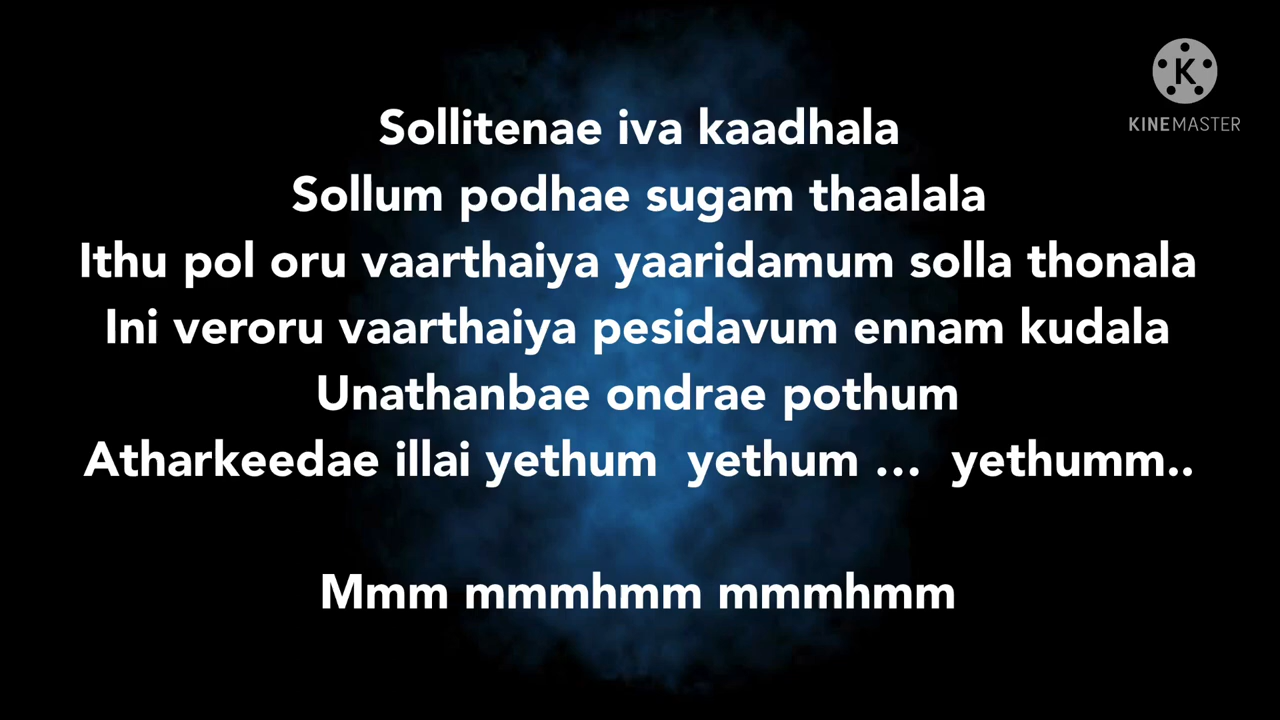 Sollitenae iva kaadhala
Sollum podhae sugam thaalala
Ithu pol oru vaarthaiya yaaridamum solla thonala
Ini veroru vaarthaiya pesidavum ennam kudala
Unathanbae ondrae pothum
Atharkeedae illai yethum yethum ... yethumm..
Mmm mmmhmm mmmhmm
K
KINEMASTER